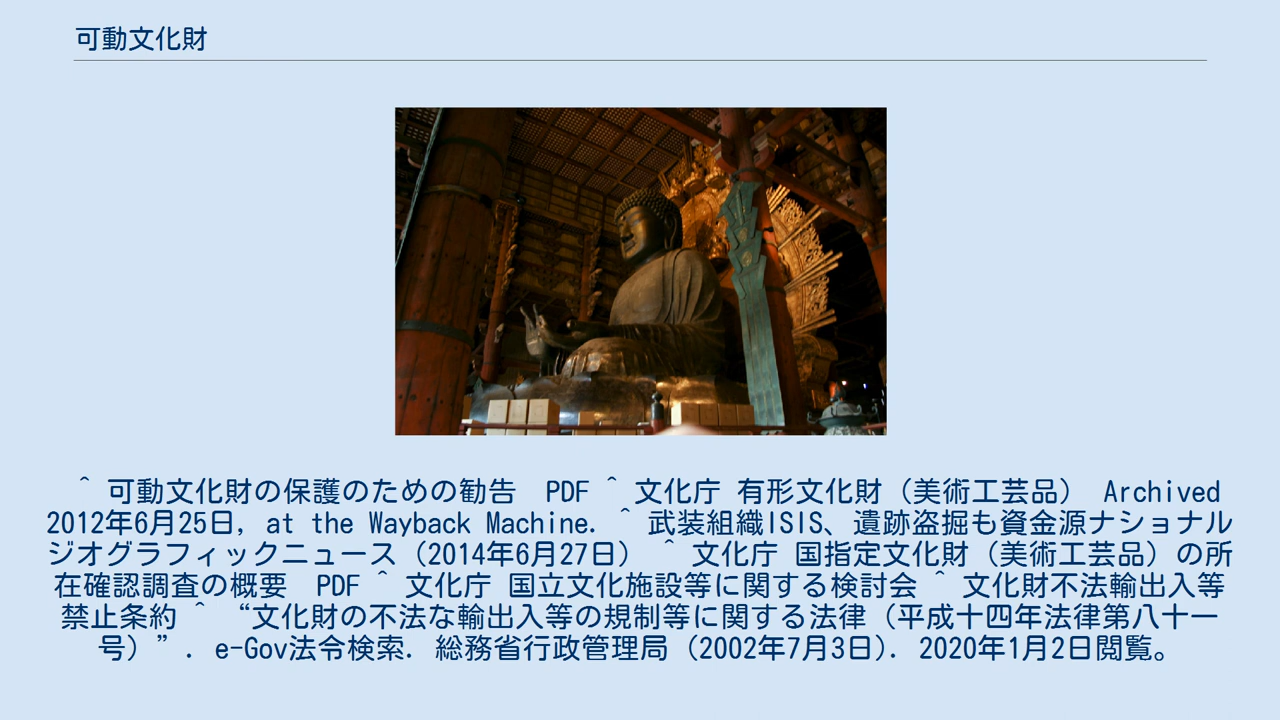 可動文化財
^ 可動文化財の保護のための勧告　PDF ^ 文化庁 有形文化財（美術工芸品） Archived
2012年6月25日, at the Wayback Machine. ^ 武装組織ISIS、遺跡盗掘も資金源ナショナル
ジオグラフィックニュース（2014年6月27日） ^ 文化庁 国指定文化財（美術工芸品）の所
在確認調査の概要　PDF ^ 文化庁 国立文化施設等に関する検討会 ^ 文化財不法輸出入等
禁止条約 ^ “文化財の不法な輸出入等の規制等に関する法律（平成十四年法律第八十一
号）”. e-Gov法令検索. 総務省行政管理局 (2002年7月3日). 2020年1月2日閲覧。